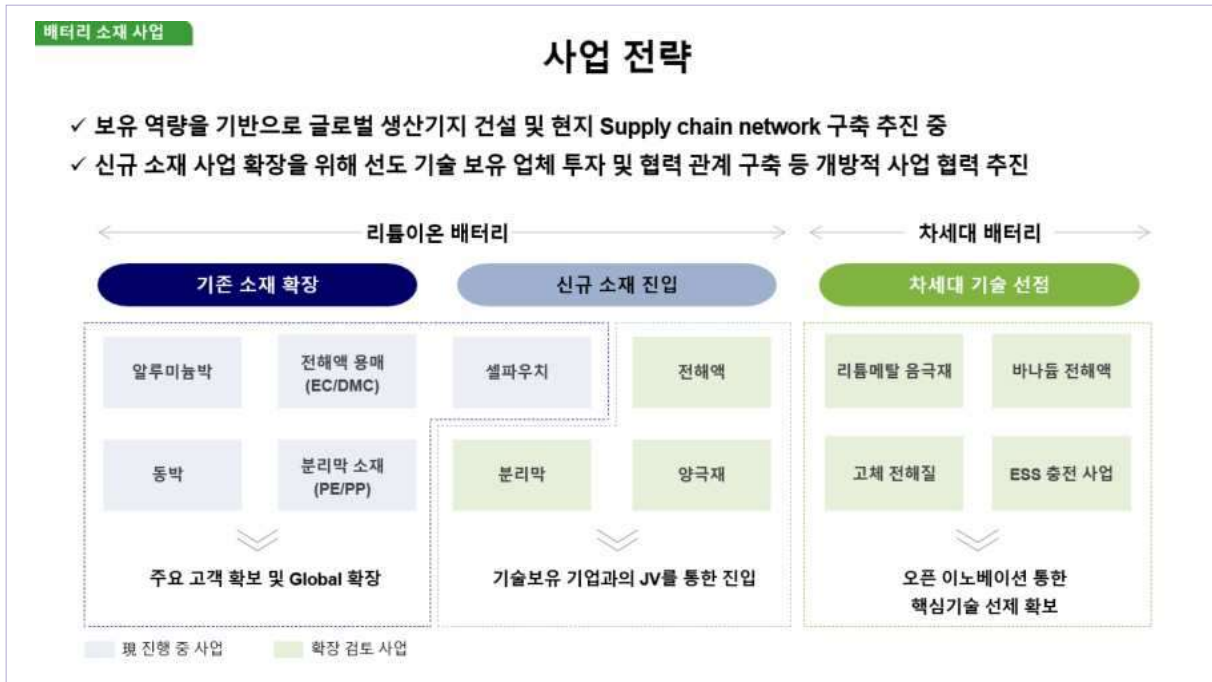 배터리 소재 사업
사업 전략
✓ 보유 역량을 기반으로 글로벌 생산기지 건설 및 현지 Supply chain network 구축 추진 중
✓ 신규 소재 사업 확장을 위해 선도 기술 보유 업체 투자 및 협력 관계 구축 등 개방적 사업 협력 추진
리튬이온 배터리
차세대 배터리
기존 소재 확장
신규 소재 진입
차세대 기술 선점
알루미늄박
전해액 용매
(EC/DMC)
셀파우치
전해액
리튬메탈 음극재
바나듐 전해액
동박
분리막 소재
(PE/PP)
분리막
양극재
고체 전해질
ESS 충전 사업
주요 고객 확보 및 Global 확장
기술보유 기업과의 JV를 통한 진입
오픈 이노베이션 통한
핵심기술 선제 확보
現 진행 중 사업
확장 검토 사업